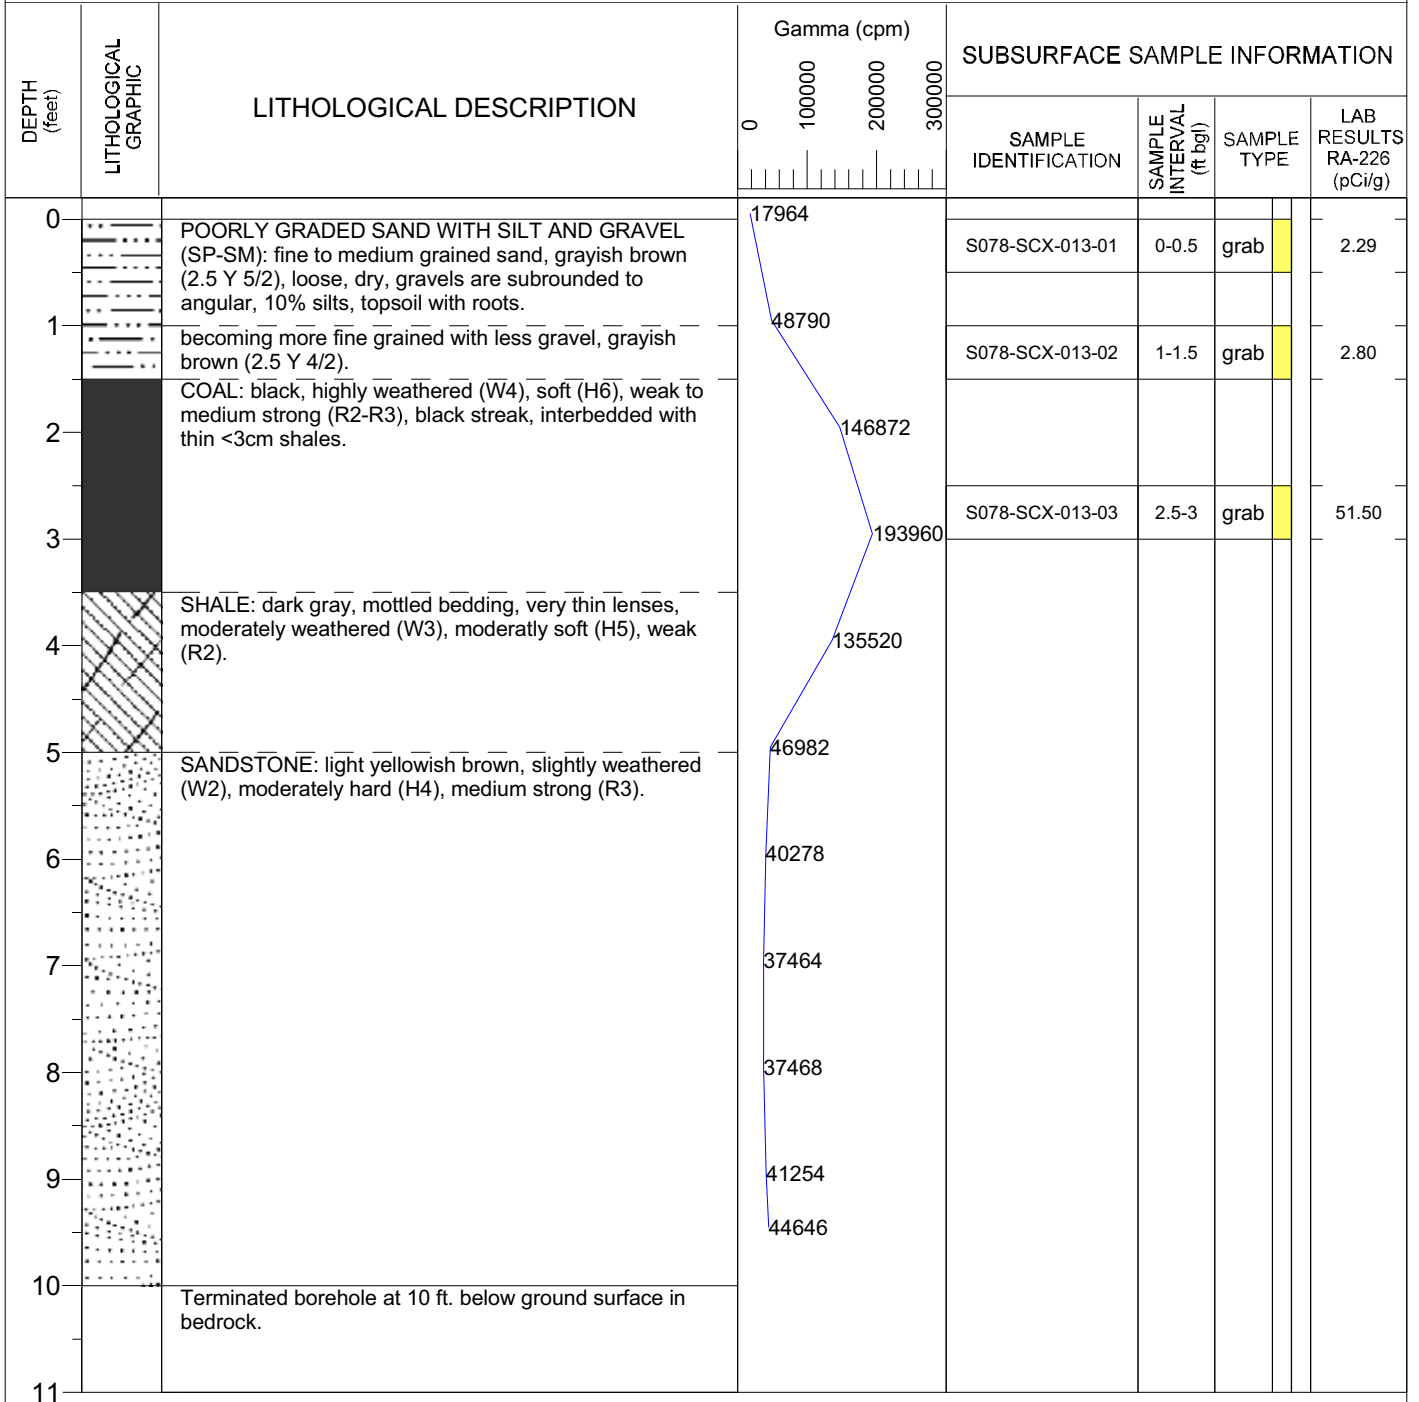 DEPTH
(feet)
LITHOLOGICAL
GRAPHIC
LITHOLOGICAL DESCRIPTION
Gamma (cpm)
0
100000
200000
300000
SUBSURFACE SAMPLE INFORMATION
SAMPLE
IDENTIFICATION
SAMPLE
INTERVAL
(ft bgl)
SAMPLE
TYPE
LAB
RESULTS
RA-226
(pCi/g)
0
POORLY GRADED SAND WITH SILT AND GRAVEL
(SP-SM): fine to medium grained sand, grayish brown
(2.5 Y 5/2), loose, dry, gravels are subrounded to
angular, 10% silts, topsoil with roots.
17964
S078-SCX-013-01 0-0.5 grab 2.29
1
becoming more fine grained with less gravel, grayish
brown (2.5 Y 4/2).
48790
S078-SCX-013-02 1-1.5 grab 2.80
COAL: black, highly weathered (W4), soft (H6), weak to
medium strong (R2-R3), black streak, interbedded with
thin <3cm shales.
2
146872
S078-SCX-013-03 2.5-3 grab 51.50
3
193960
SHALE: dark gray, mottled bedding, very thin lenses,
moderately weathered (W3), moderatly soft (H5), weak
(R2).
4
135520
5
46982
SANDSTONE: light yellowish brown, slightly weathered
(W2), moderately hard (H4), medium strong (R3).
6
40278
7
37464
8
37468
9
41254
44646
10
Terminated borehole at 10 ft. below ground surface in
bedrock.
11